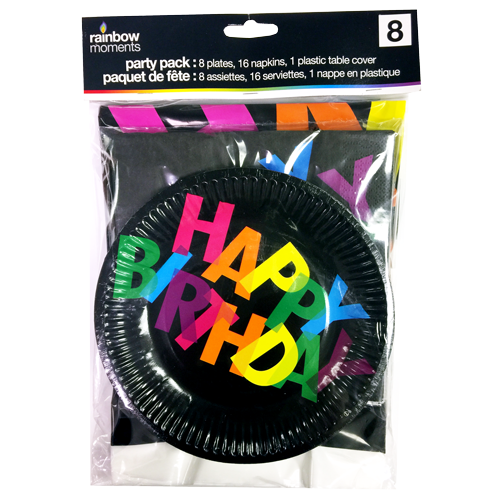 rainbow
moments
8
party pack: 8 plates, 16 napkins, 1 plastic table cover
paquet de fête: 8 assiettes, 16 serviettes, 1 nappe en plastique
HAPPY
BIRTHDAY